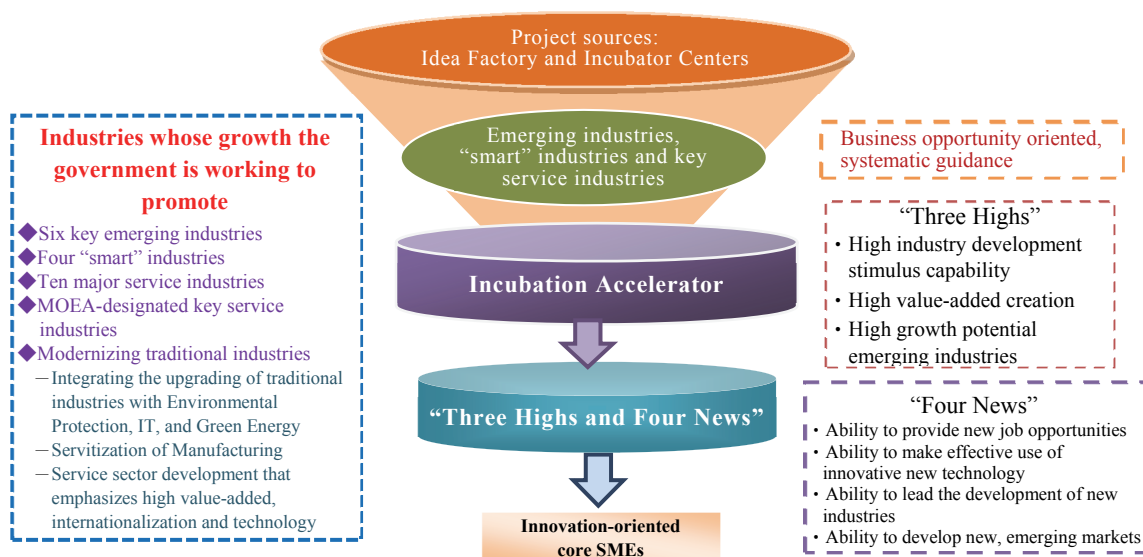 Project sources:
Idea Factory and Incubator Centers
Emerging industries,
“smart” industries and key
service industries
Incubation Accelerator
“Three Highs and Four News”
Innovation-oriented
core SMEs
Industries whose growth the
government is working to
promote
◆Six key emerging industries
◆Four “smart” industries
◆Ten major service industries
◆MOEA-designated key service
industries
◆Modernizing traditional industries
—Integrating the upgrading of traditional
industries with Environmental
Protection, IT, and Green Energy
—Servitization of Manufacturing
—Service sector development that
emphasizes high value-added,
internationalization and technology
Business opportunity oriented,
systematic guidance
“Three Highs”
· High industry development
stimulus capability
· High value-added creation
· High growth potential
emerging industries
“Four News”
· Ability to provide new job opportunities
· Ability to make effective use of
innovative new technology
· Ability to lead the development of new
industries
· Ability to develop new, emerging markets